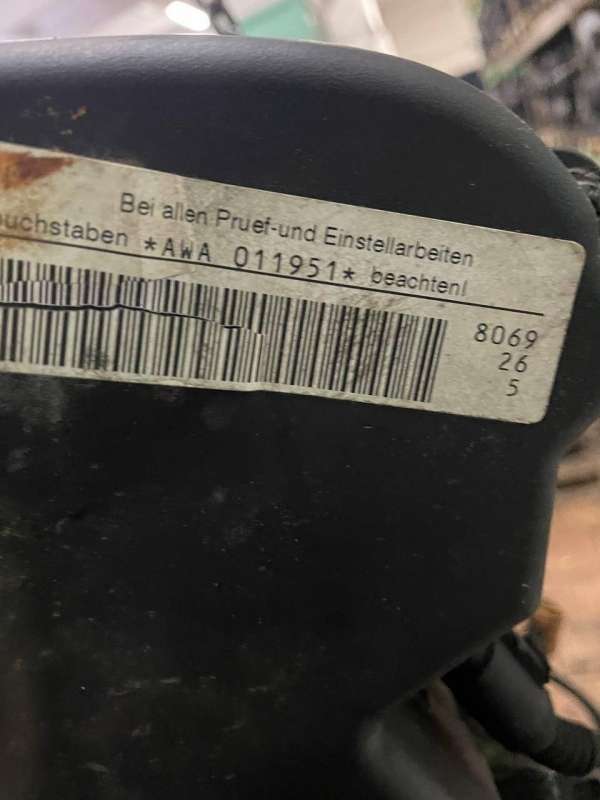 Bei allen Pruef-und Einstellarbeiten
uchstaben *AWA 011951* beachten!
8069
26
5